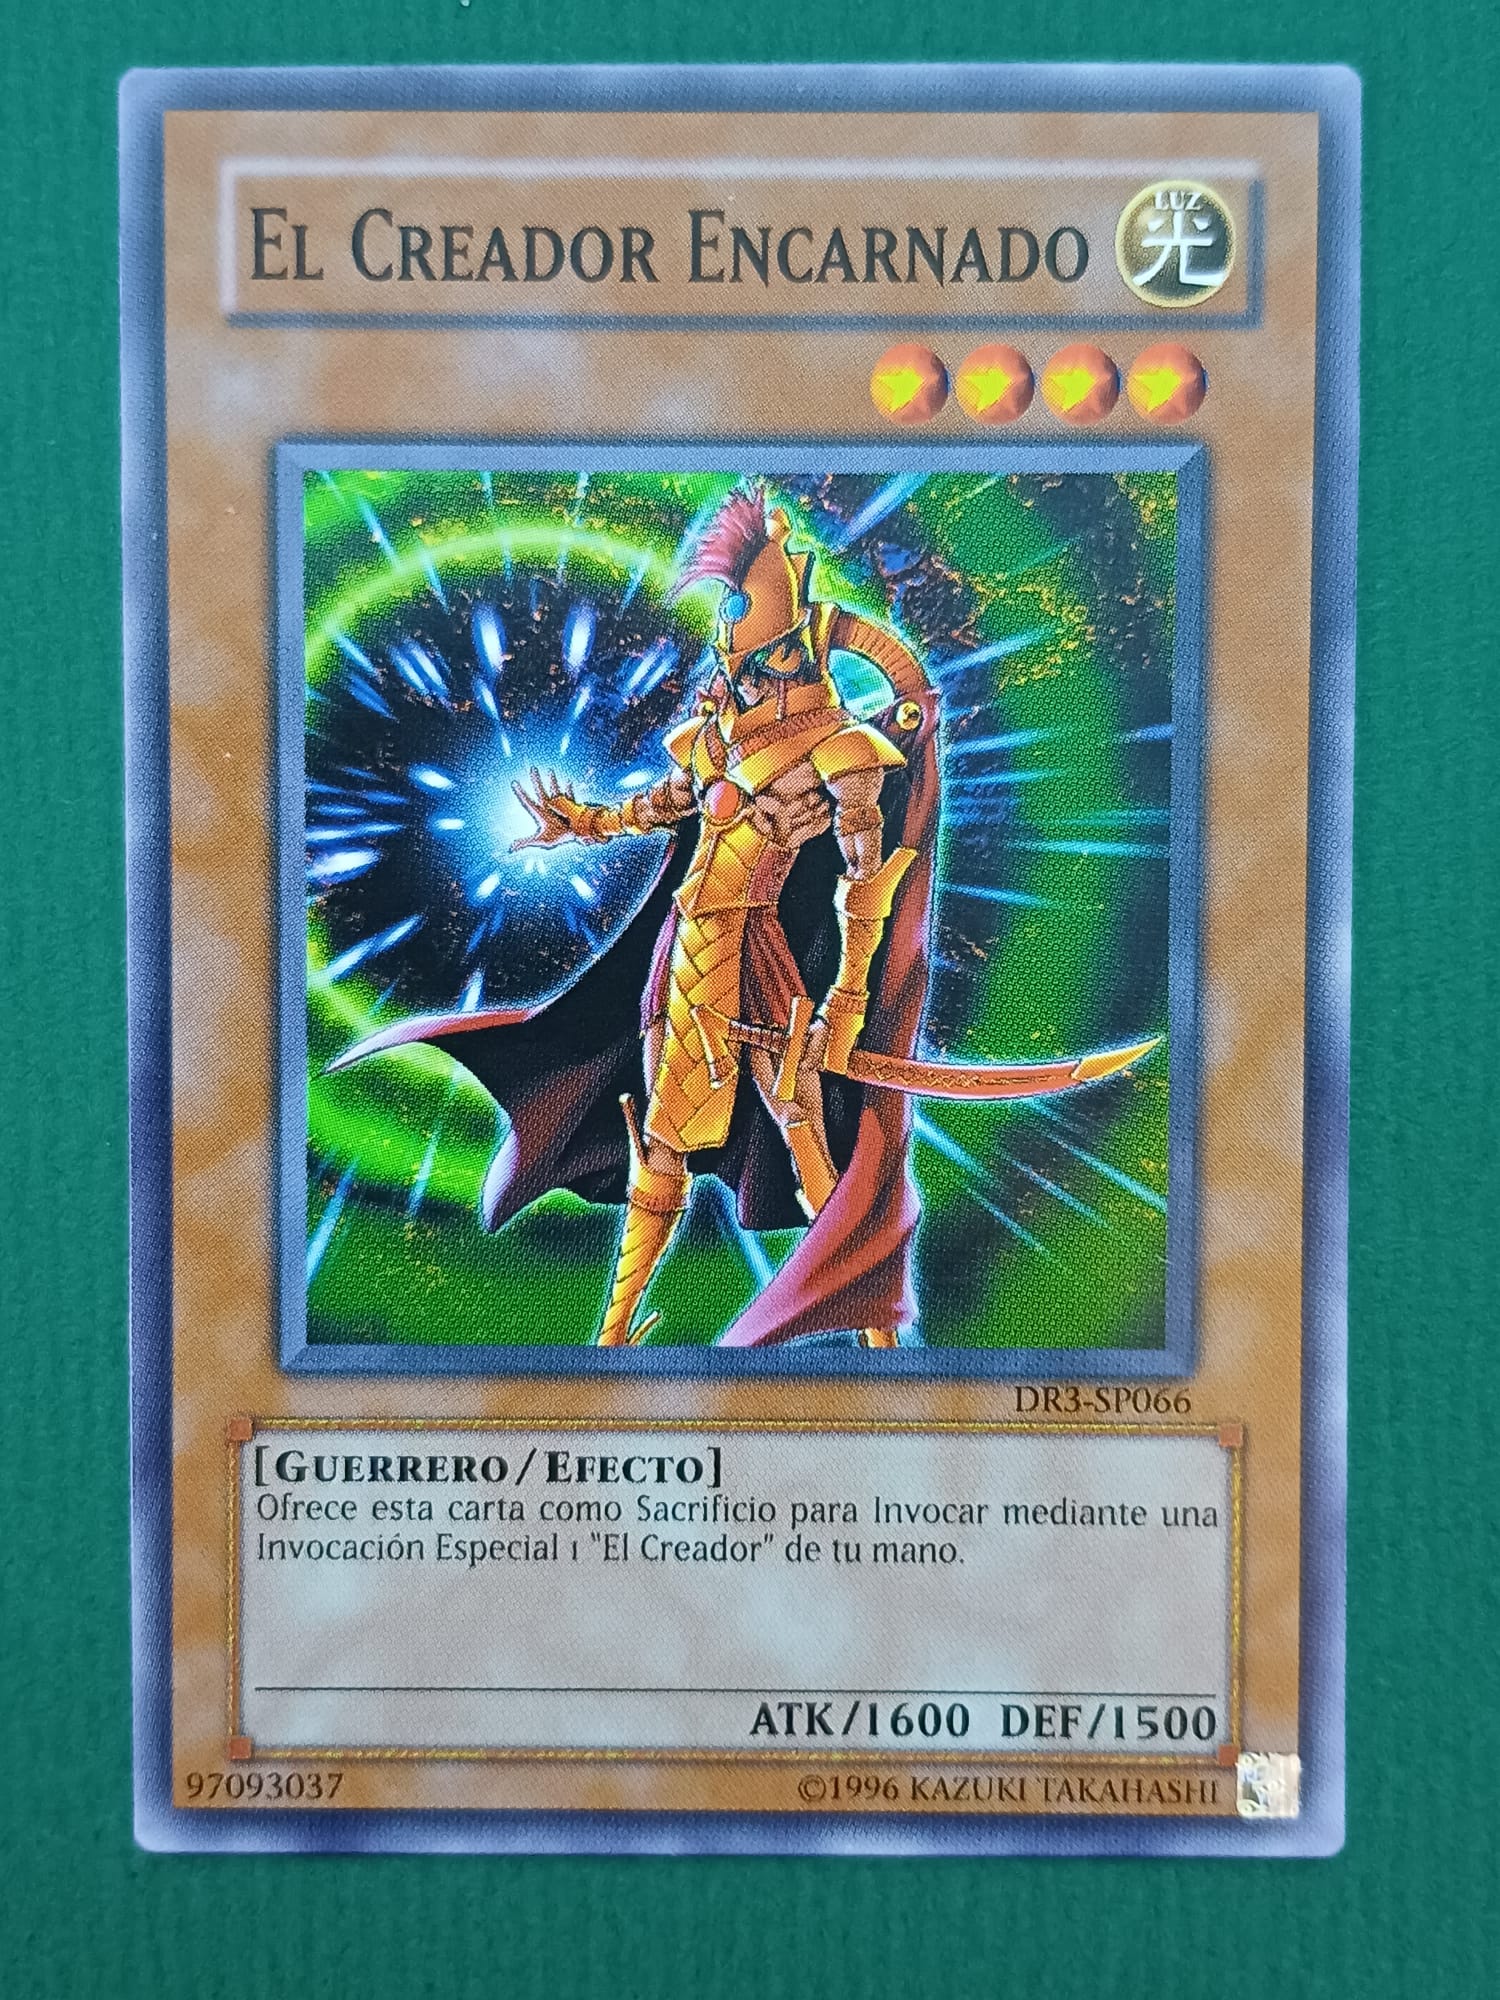 EL CREADOR ENCARNADO
LUZ
光
DR3-SP066
[GUERRERO/EFECTO]
Ofrece esta carta como Sacrificio para Invocar mediante una
Invocación Especial 1 "El Creador" de tu mano.
ATK/1600 DEF/1500
97093037
©1996 KAZUKI TAKAHASHI